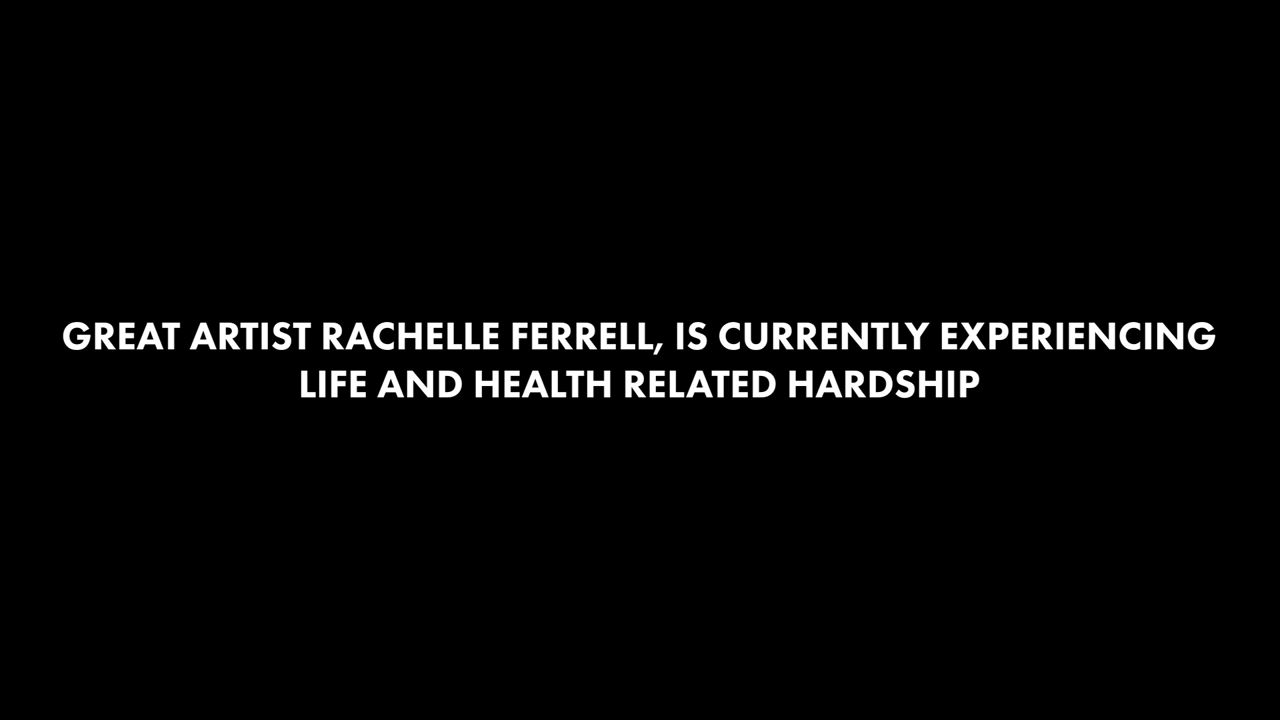 GREAT ARTIST RACHELLE FERRELL, IS CURRENTLY EXPERIENCING
LIFE AND HEALTH RELATED HARDSHIP